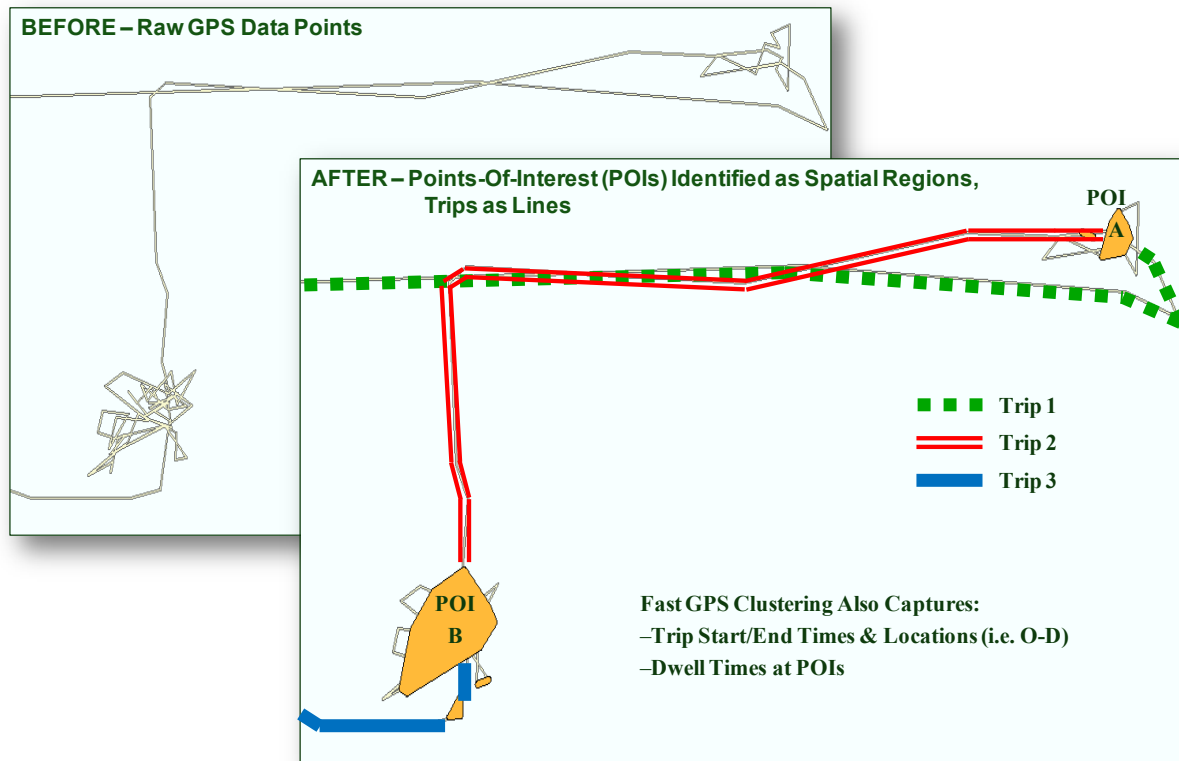 BEFORE – Raw GPS Data Points
AFTER – Points-Of-Interest (POIs) Identified as Spatial Regions,
Trips as Lines
POI
A
Trip 1
Trip 2
Trip 3
POI
B
Fast GPS Clustering Also Captures:
–Trip Start/End Times & Locations (i.e. O-D)
–Dwell Times at POIs